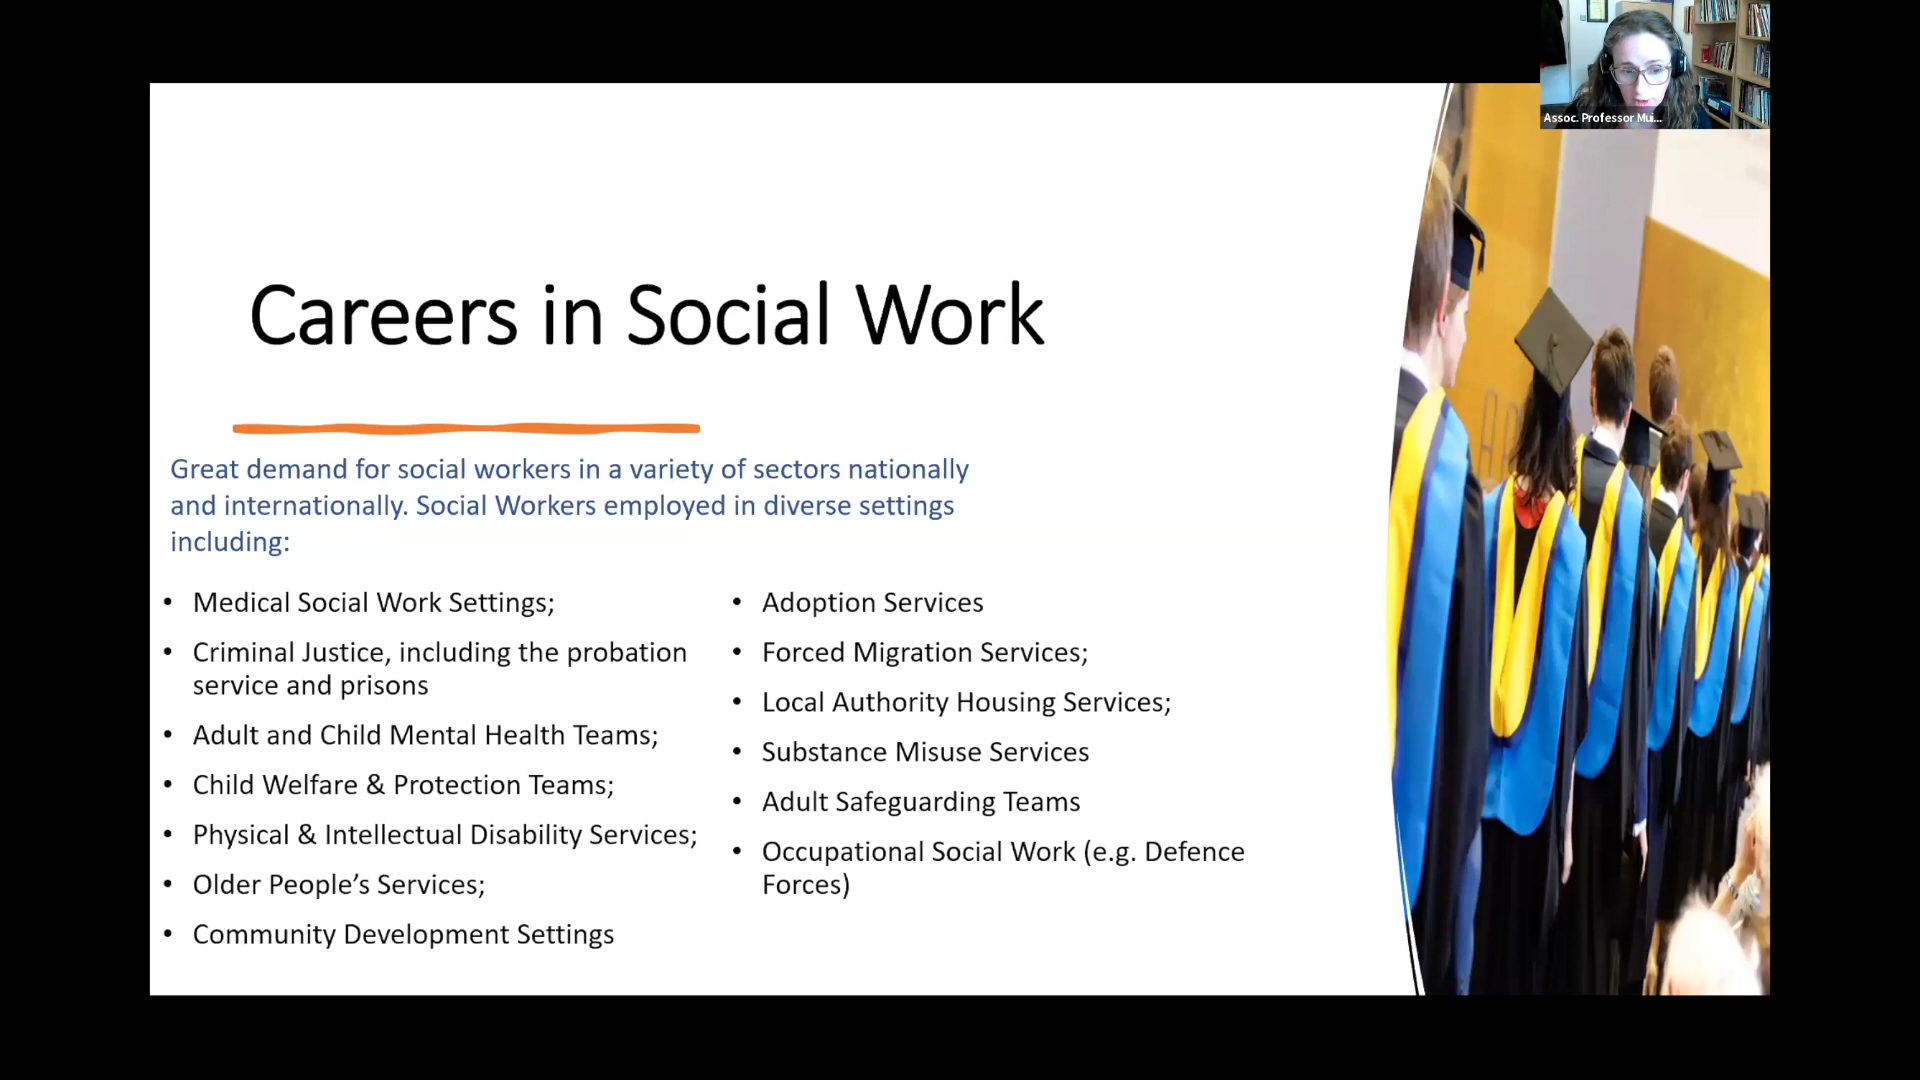 Assoc. Professor Mui...
Careers in Social Work
Great demand for social workers in a variety of sectors nationally
and internationally. Social Workers employed in diverse settings
including:
• Medical Social Work Settings;
• Criminal Justice, including the probation
service and prisons
• Adult and Child Mental Health Teams;
• Child Welfare & Protection Teams;
• Physical & Intellectual Disability Services;
• Older People’s Services;
• Community Development Settings
• Adoption Services
• Forced Migration Services;
• Local Authority Housing Services;
• Substance Misuse Services
• Adult Safeguarding Teams
• Occupational Social Work (e.g. Defence
Forces)